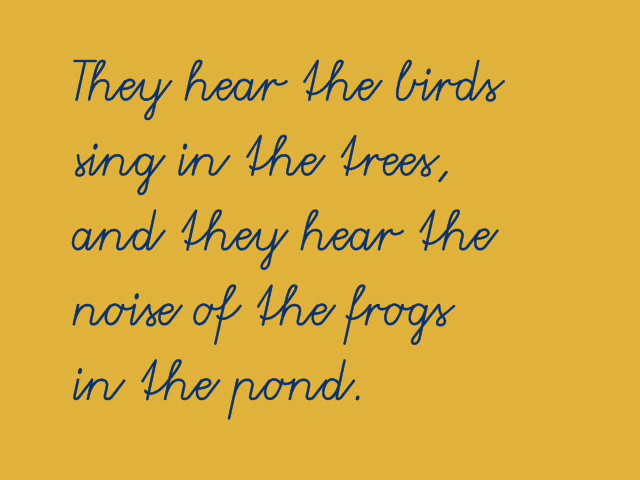 They hear the birds
sing in the trees,
and they hear the
noise of the frogs
in the pond.